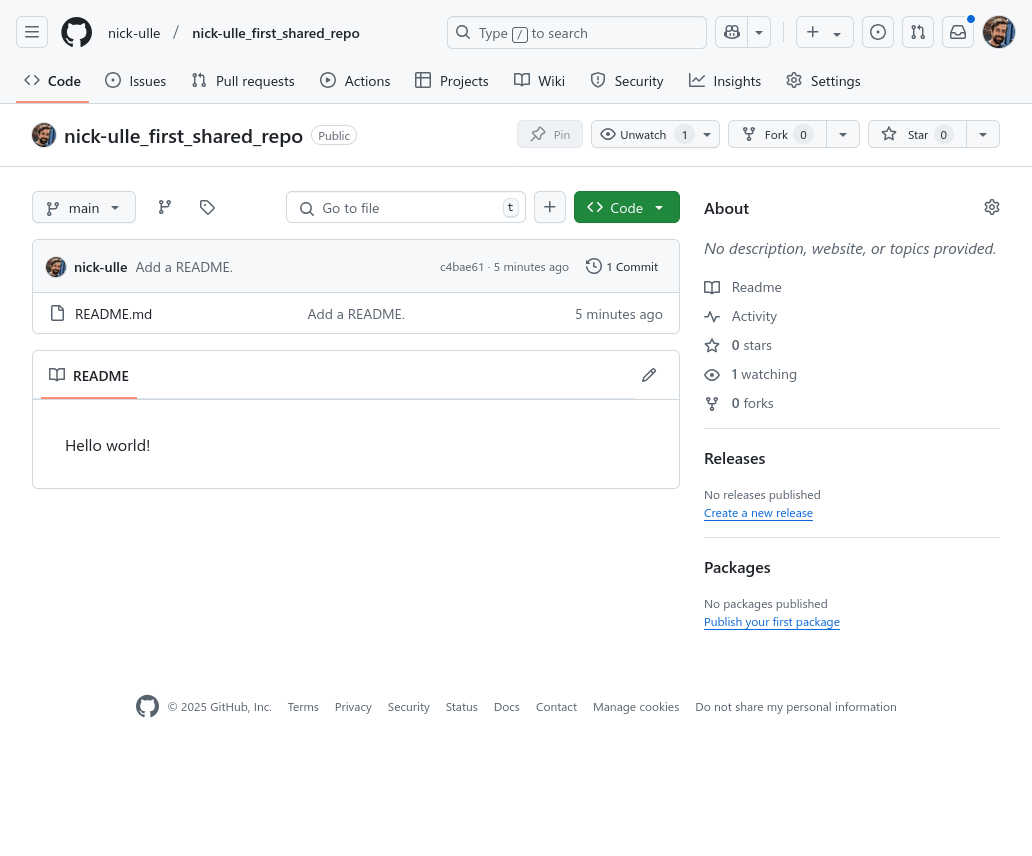 nick-ulle / nick-ulle_first_shared_repo Type / to search
Code Issues Pull requests Actions Projects Wiki Security Insights Settings
nick-ulle_first_shared_repo Public Pin Unwatch 1 Fork 0 Star 0
main Go to file t + Code
nick-ulle Add a README. c4bae61 · 5 minutes ago 1 Commit
README.md Add a README. 5 minutes ago
README
Hello world!
About
No description, website, or topics provided.
Readme
Activity
0 stars
1 watching
0 forks
Releases
No releases published
Create a new release
Packages
No packages published
Publish your first package
© 2025 GitHub, Inc. Terms Privacy Security Status Docs Contact Manage cookies Do not share my personal information